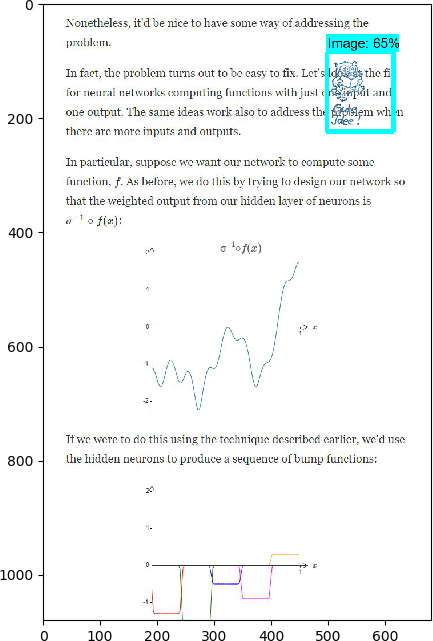 Nonetheless, it'd be nice to have some way of addressing the
problem.
Image: 65%
In fact, the problem turns out to be easy to fix. Let's look at the fix
for neural networks computing functions with just one input and
one output. The same ideas work also to address the problem when
there are more inputs and outputs.
Gute
Idee!
In particular, suppose we want our network to compute some
function, f. As before, we do this by trying to design our network so
that the weighted output from our hidden layer of neurons is
σ⁻¹ ∘ f(x):
σ⁻¹∘f(x)
2
1
0
-1
-2
1
x
If we were to do this using the technique described earlier, we'd use
the hidden neurons to produce a sequence of bump functions:
2
1
0
-1
1
x
0
200
400
600
800
1000
0 100 200 300 400 500 600